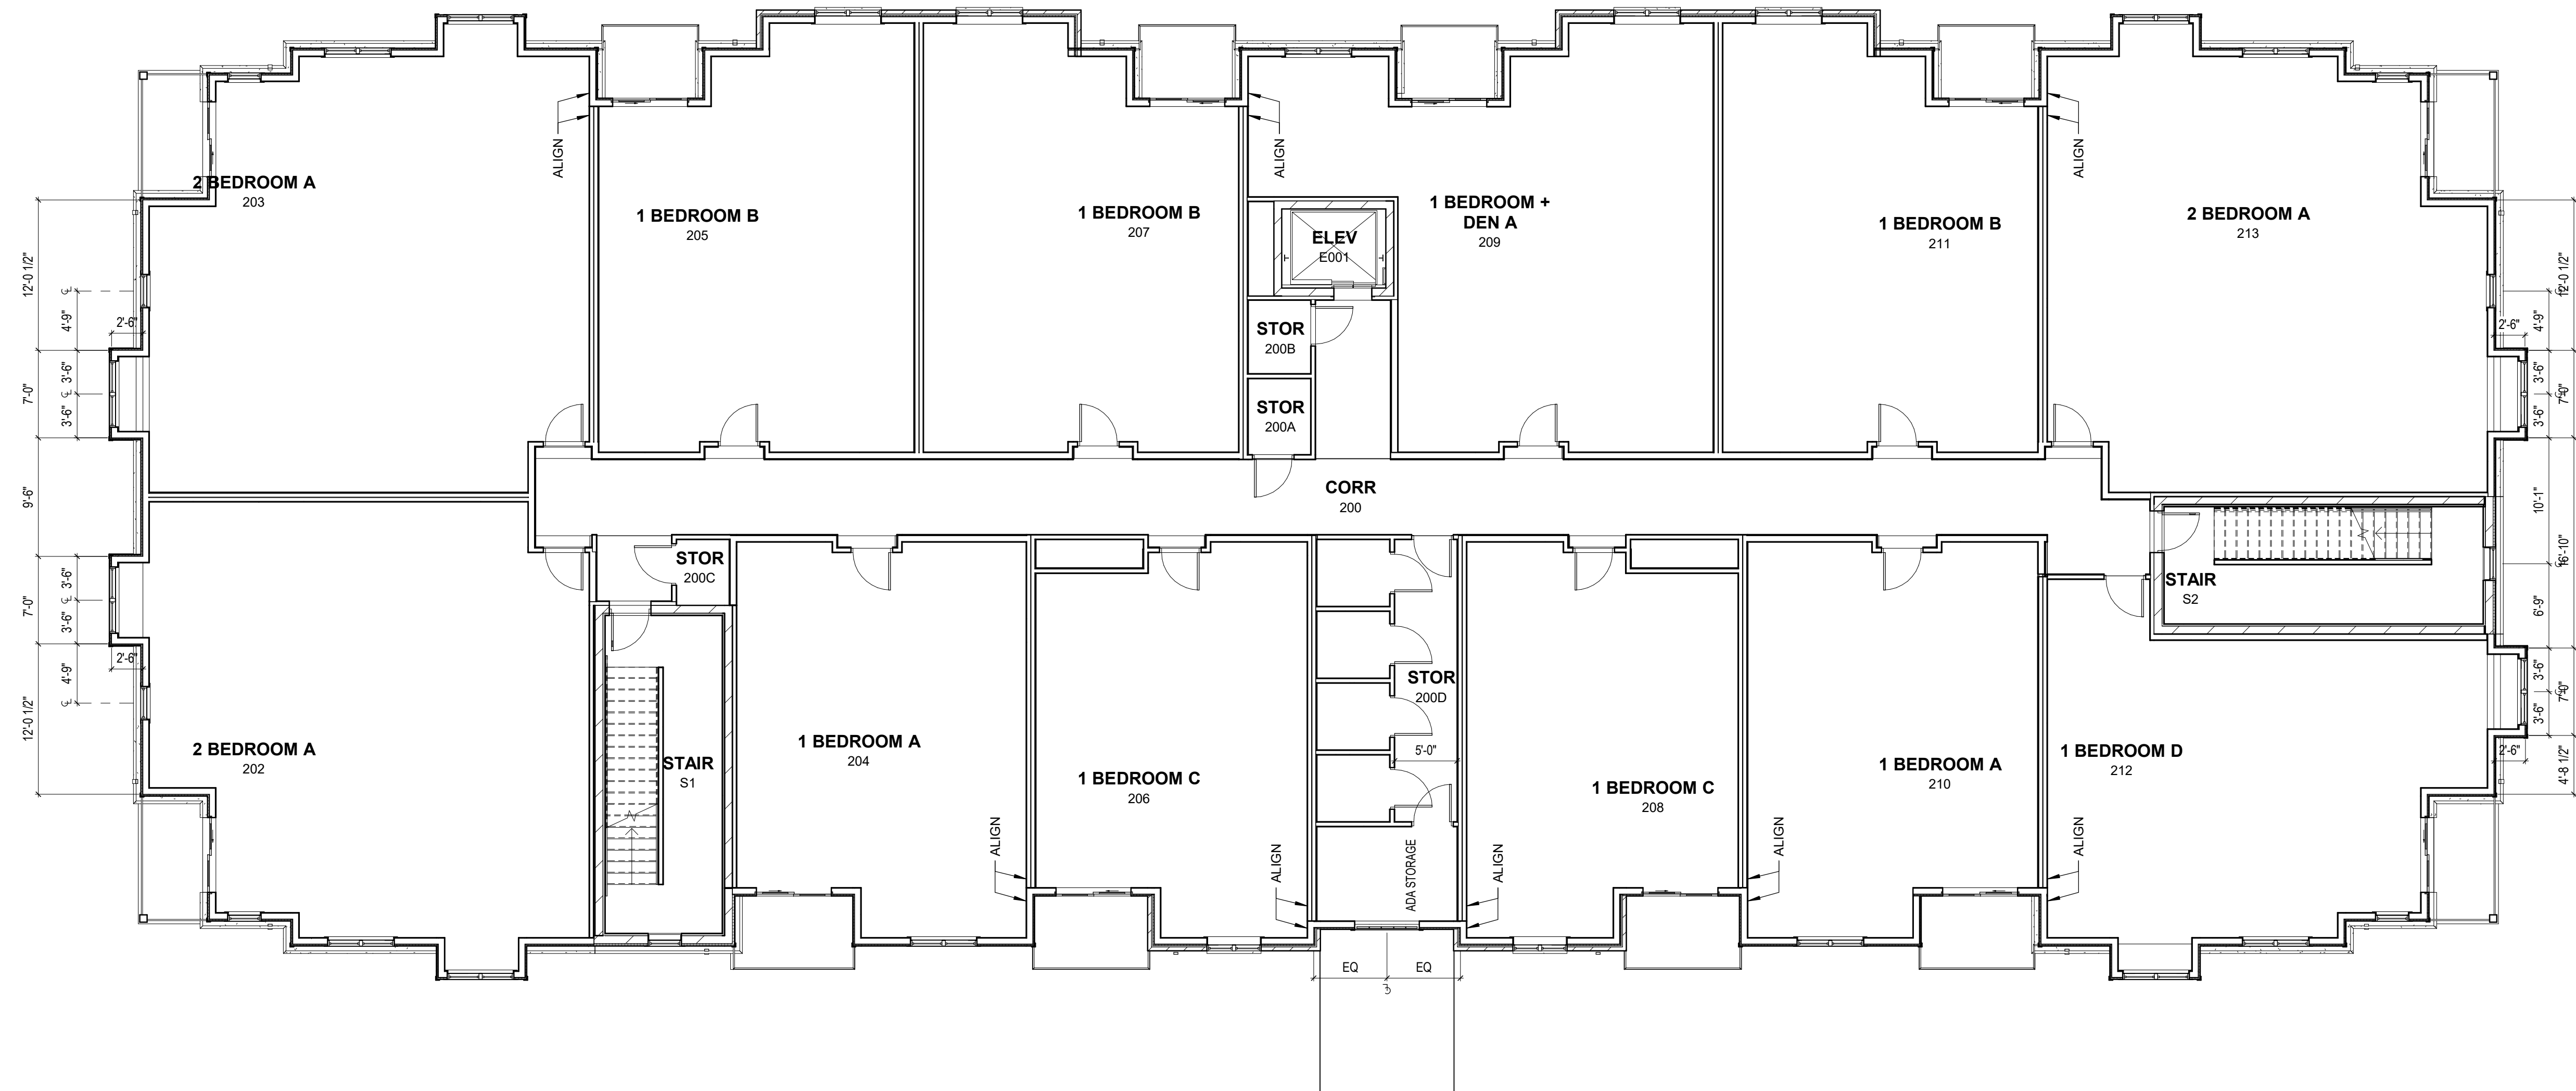 ALIGN
ALIGN
ALIGN
2 BEDROOM A
203
1 BEDROOM B
205
1 BEDROOM B
207
1 BEDROOM +
DEN A
209
1 BEDROOM B
211
2 BEDROOM A
213
ELEV
E001
12'-0 1/2"
4'-9"
2'-6"
7'-0"
3'-6"
3'-6"
9'-6"
7'-0"
3'-6"
3'-6"
2'-6"
4'-9"
12'-0 1/2"
STOR
200B
STOR
200A
CORR
200
STOR
200C
STAIR
S1
STAIR
S2
2 BEDROOM A
202
1 BEDROOM A
204
1 BEDROOM C
206
STOR
200D
5'-0"
ADA STORAGE
1 BEDROOM C
208
1 BEDROOM A
210
1 BEDROOM D
212
ALIGN
ALIGN
ALIGN
ALIGN
ALIGN
EQ
EQ
12'-0 1/2"
4'-9"
2'-6"
3'-6"
7'-0"
3'-6"
10'-1"
16'-10"
6'-9"
3'-6"
7'-0"
3'-6"
2'-6"
4'-8 1/2"